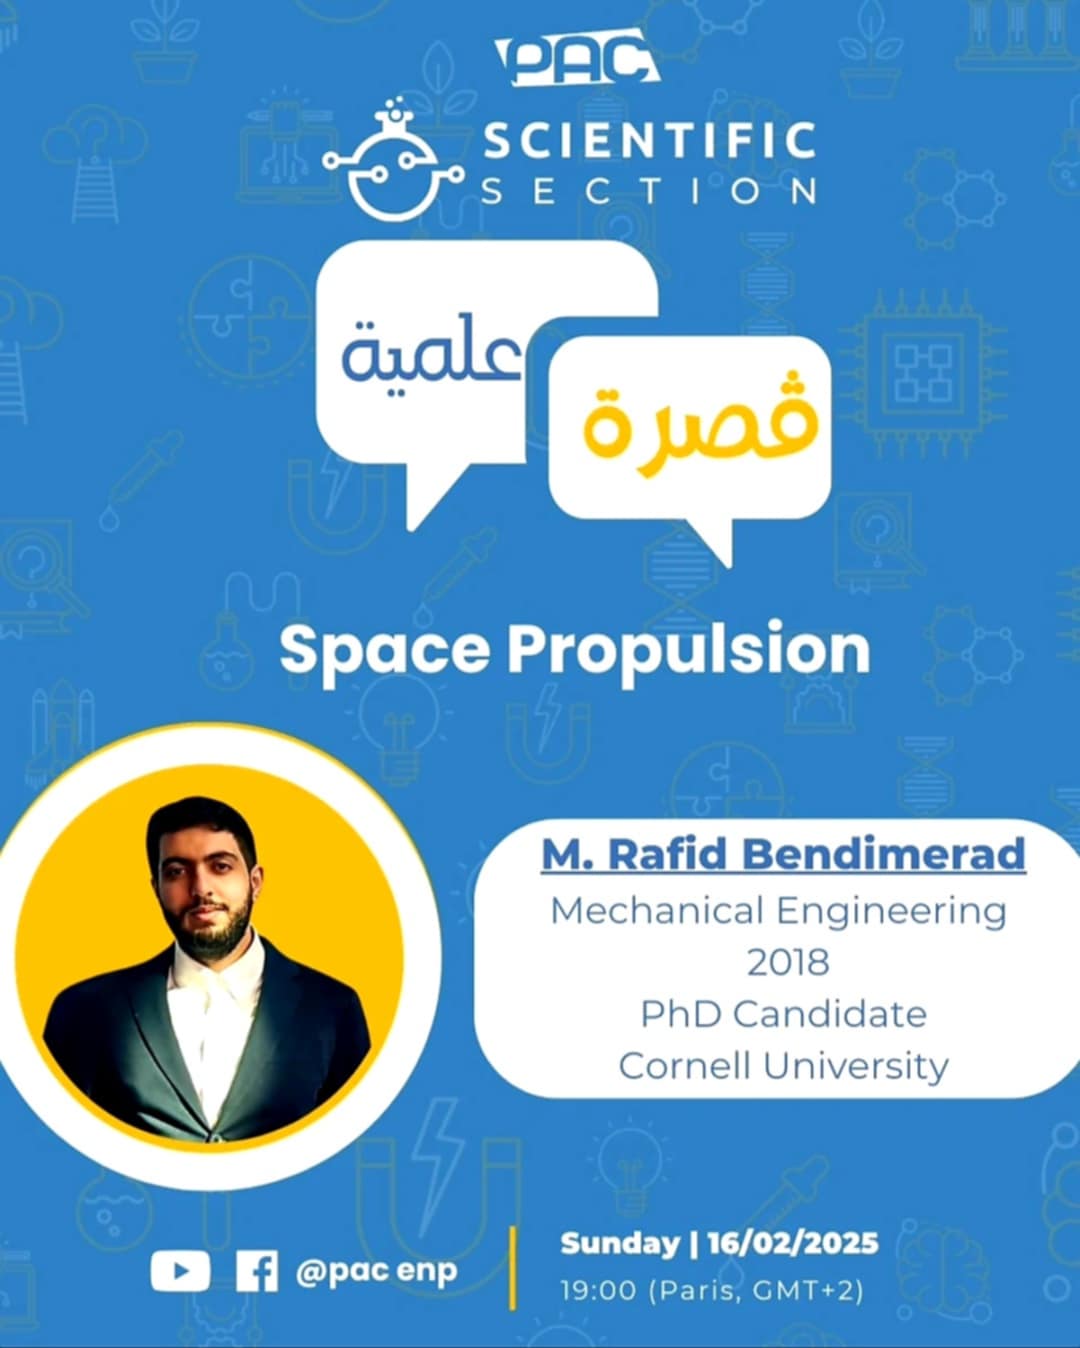 PAC
SCIENTIFIC
SECTION
علمية
ڨصرة
Space Propulsion
M. Rafid Bendimerad
Mechanical Engineering
2018
PhD Candidate
Cornell University
@pac enp
Sunday | 16/02/2025
19:00 (Paris, GMT+2)